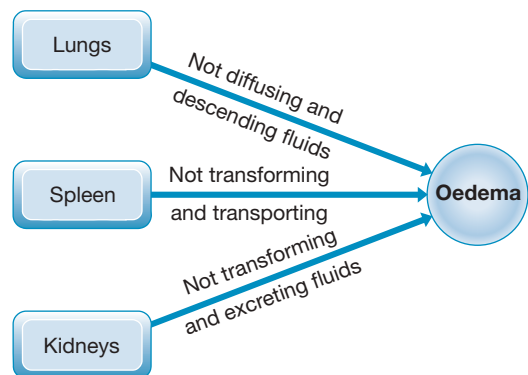 Lungs
Not diffusing and
descending fluids
Spleen
Not transforming
and transporting
Oedema
Not transforming
and excreting fluids
Kidneys